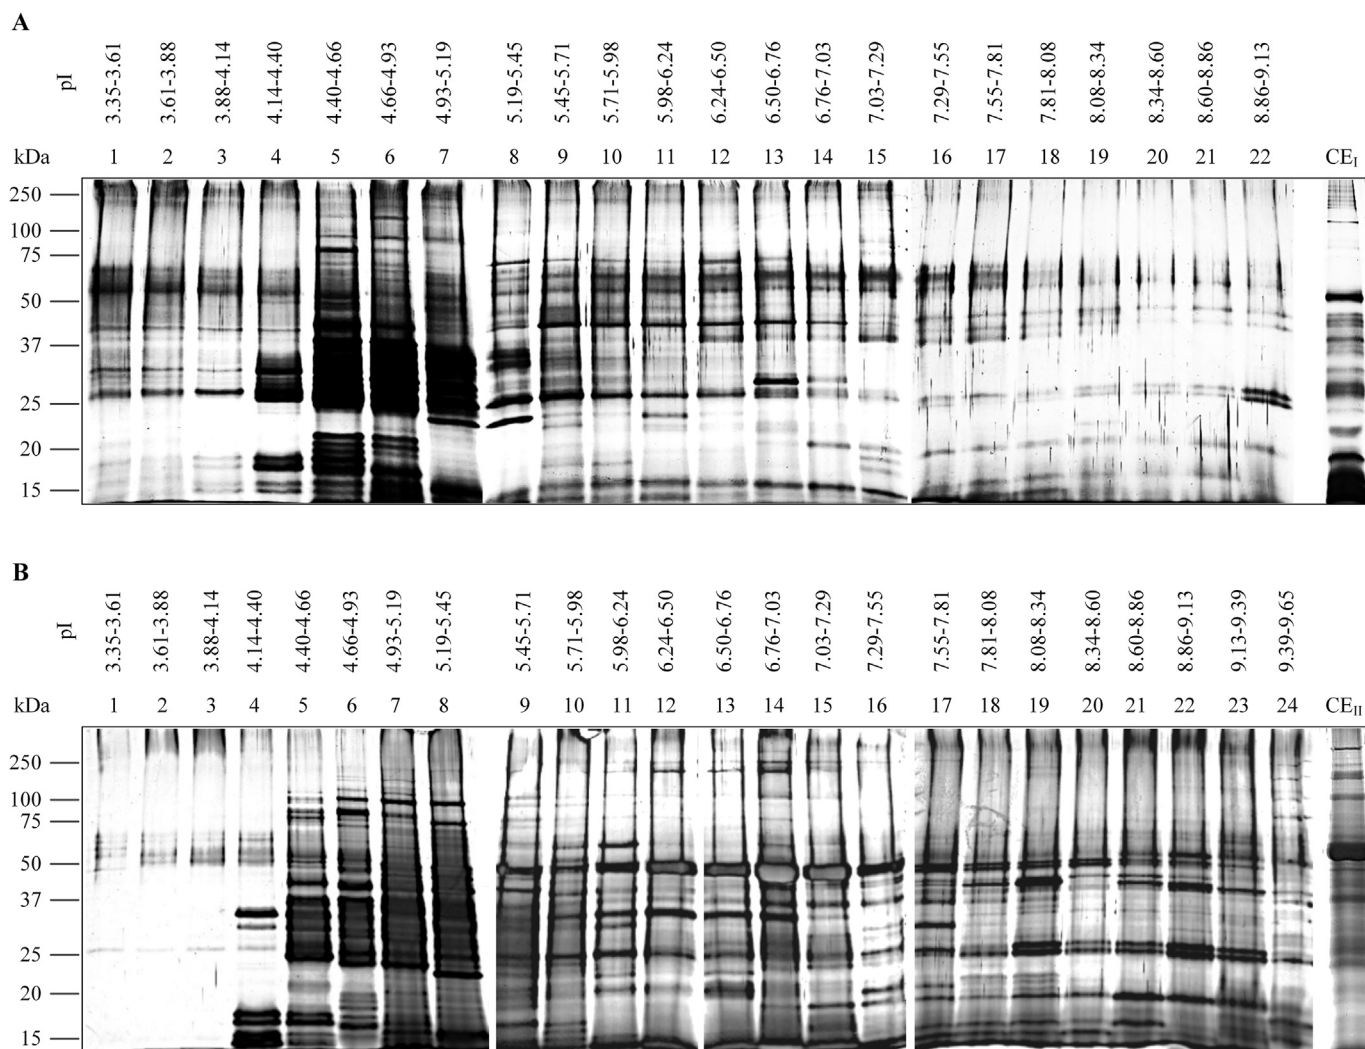 A
pI 3.35-3.61 3.61-3.88 3.88-4.14 4.14-4.40 4.40-4.66 4.66-4.93 4.93-5.19 5.19-5.45 5.45-5.71 5.71-5.98 5.98-6.24 6.24-6.50 6.50-6.76 6.76-7.03 7.03-7.29 7.29-7.55 7.55-7.81 7.81-8.08 8.08-8.34 8.34-8.60 8.60-8.86 8.86-9.13
kDa 1 2 3 4 5 6 7 8 9 10 11 12 13 14 15 16 17 18 19 20 21 22 CEI
250
100
75
50
37
25
20
15
B
pI 3.35-3.61 3.61-3.88 3.88-4.14 4.14-4.40 4.40-4.66 4.66-4.93 4.93-5.19 5.19-5.45 5.45-5.71 5.71-5.98 5.98-6.24 6.24-6.50 6.50-6.76 6.76-7.03 7.03-7.29 7.29-7.55 7.55-7.81 7.81-8.08 8.08-8.34 8.34-8.60 8.60-8.86 8.86-9.13 9.13-9.39 9.39-9.65
kDa 1 2 3 4 5 6 7 8 9 10 11 12 13 14 15 16 17 18 19 20 21 22 23 24 CEII
250
100
75
50
37
25
20
15